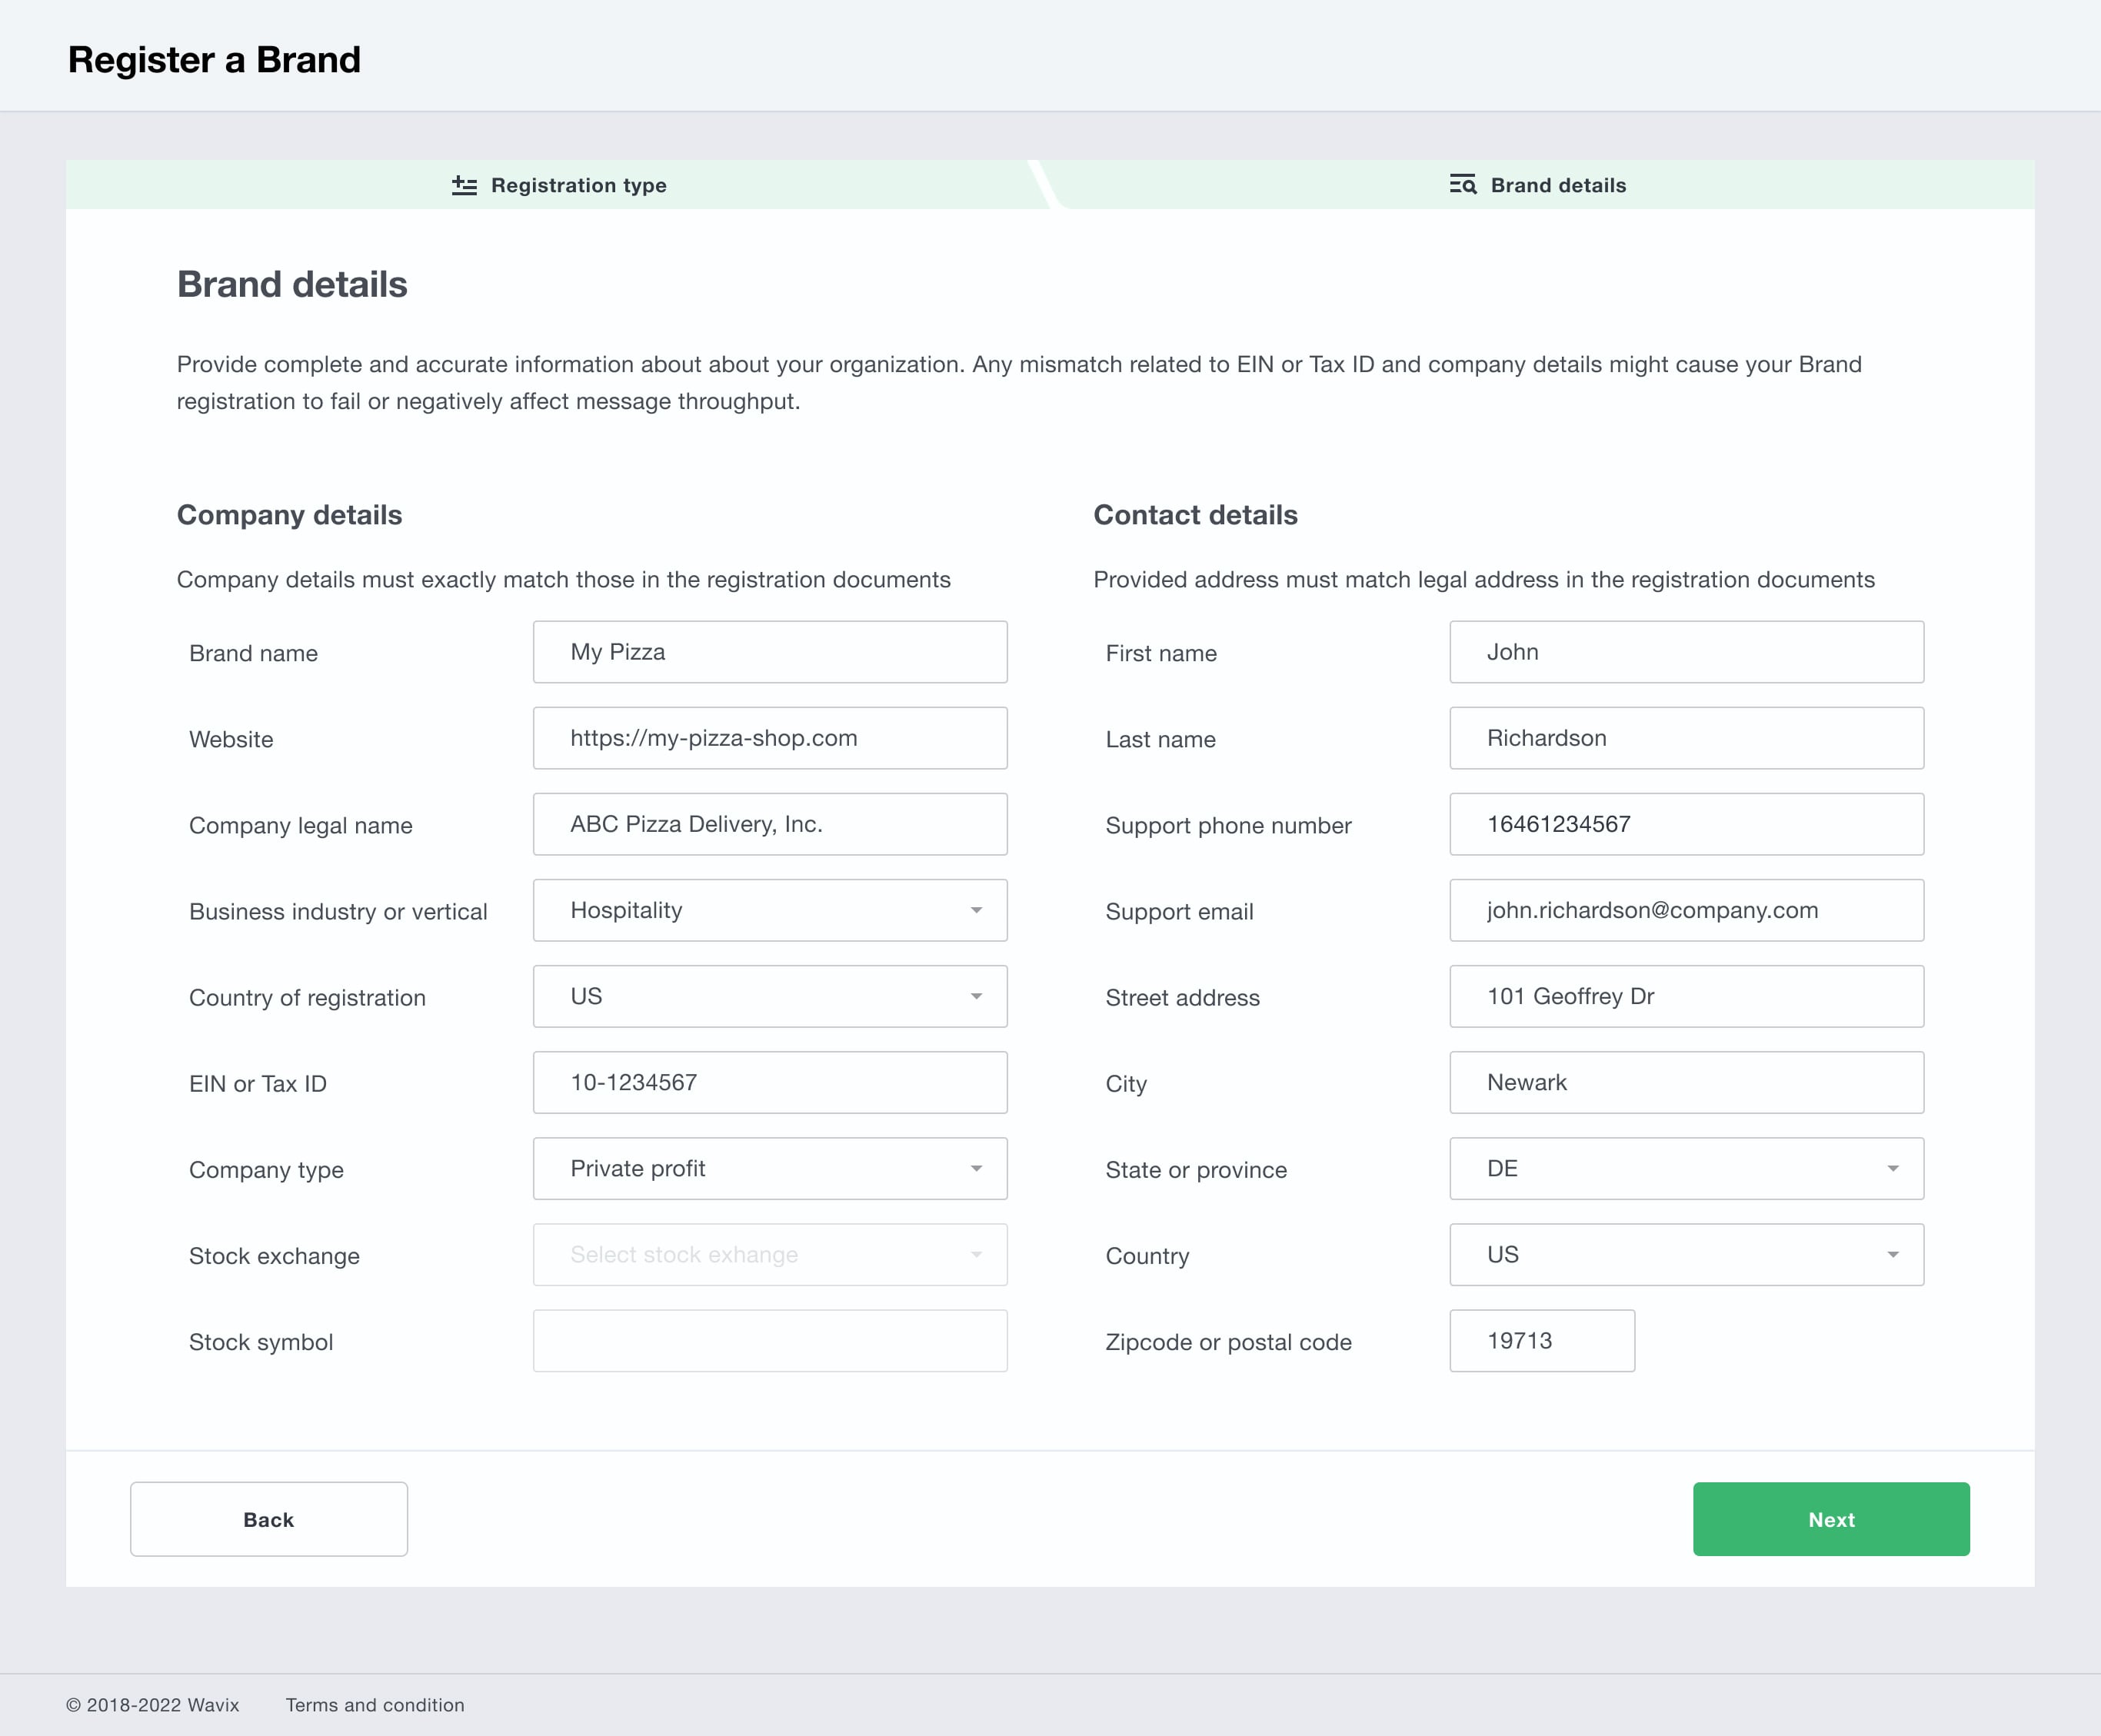 Register a Brand
Registration type
Brand details
Brand details
Provide complete and accurate information about about your organization. Any mismatch related to EIN or Tax ID and company details might cause your Brand
registration to fail or negatively affect message throughput.
Company details
Company details must exactly match those in the registration documents
Brand name
My Pizza
Website
https://my-pizza-shop.com
Company legal name
ABC Pizza Delivery, Inc.
Business industry or vertical
Hospitality
Country of registration
US
EIN or Tax ID
10-1234567
Company type
Private profit
Stock exchange
Select stock exhange
Stock symbol
Contact details
Provided address must match legal address in the registration documents
First name
John
Last name
Richardson
Support phone number
16461234567
Support email
john.richardson@company.com
Street address
101 Geoffrey Dr
City
Newark
State or province
DE
Country
US
Zipcode or postal code
19713
Back
Next
© 2018-2022 Wavix
Terms and condition